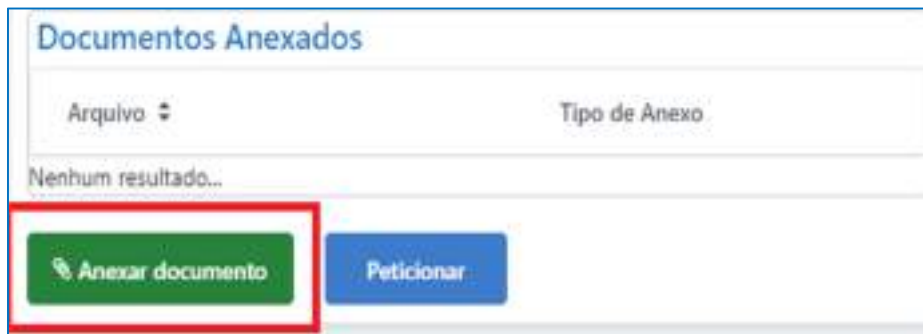 Documentos Anexados
Arquivo Tipo de Anexo
Nenhum resultado...
Anexar documento Peticionar